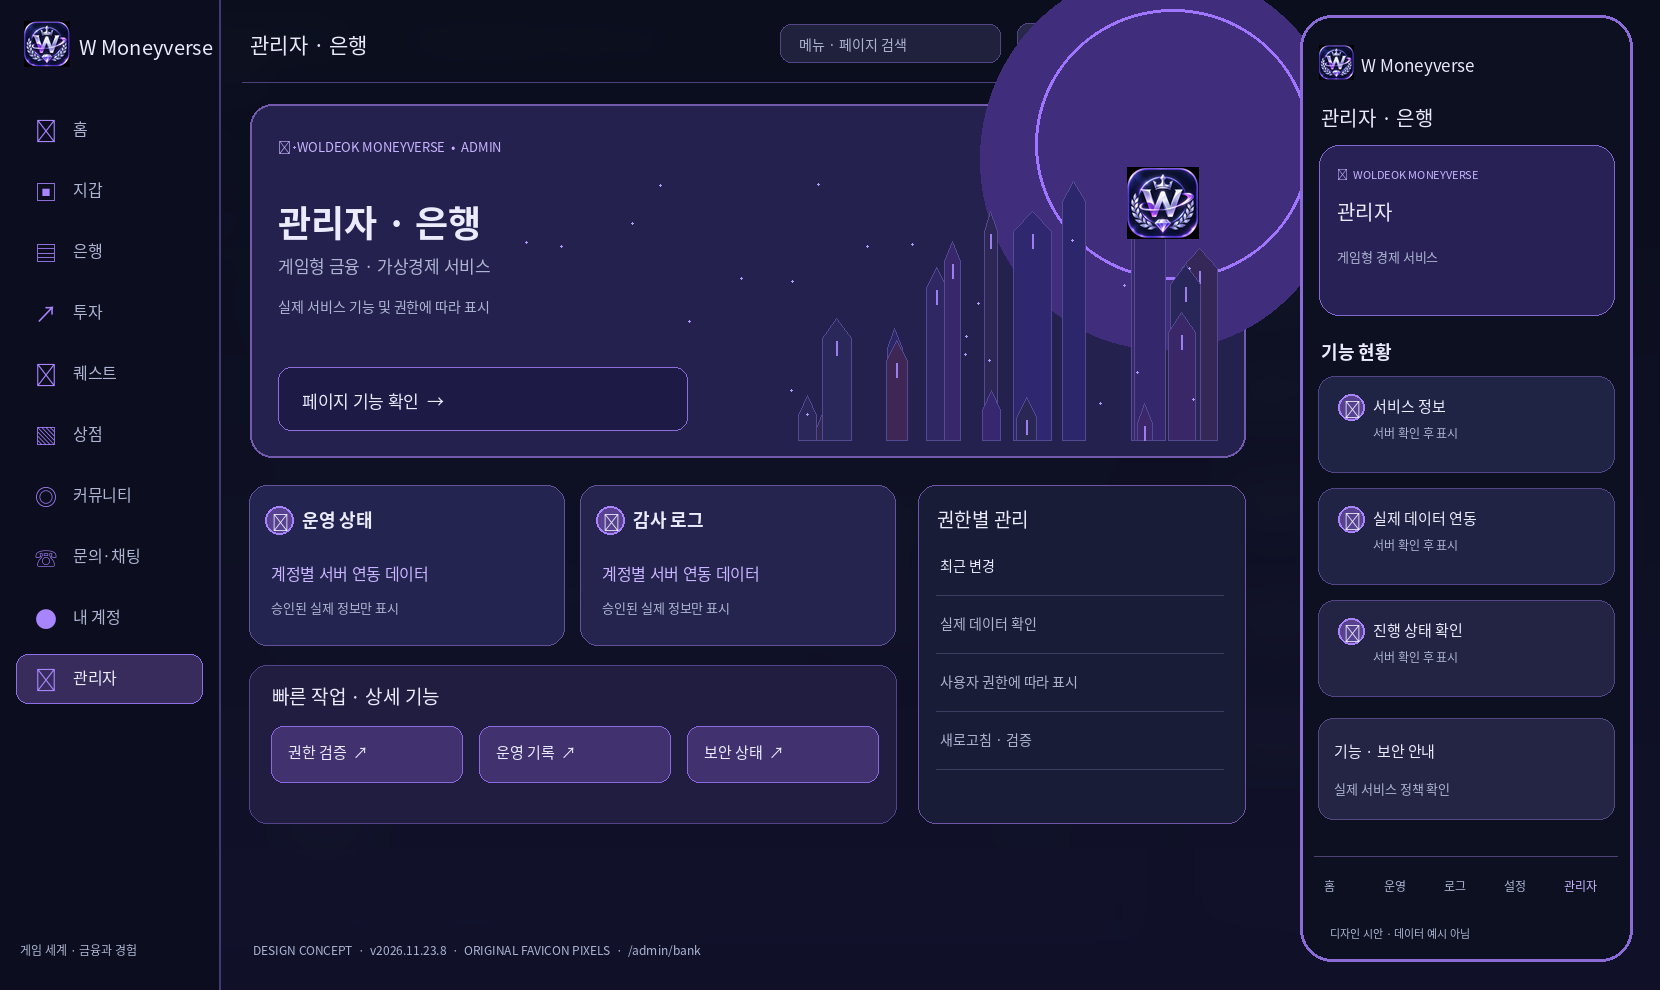 W Moneyverse
홈
지갑
은행
투자
퀘스트
상점
커뮤니티
문의·채팅
내 계정
관리자
게임 세계 · 금융과 경험
관리자 · 은행
메뉴 · 페이지 검색
WOLDEOK MONEYVERSE • ADMIN
관리자 · 은행
게임형 금융 · 가상경제 서비스
실제 서비스 기능 및 권한에 따라 표시
페이지 기능 확인 →
운영 상태
계정별 서버 연동 데이터
승인된 실제 정보만 표시
감사 로그
계정별 서버 연동 데이터
승인된 실제 정보만 표시
권한별 관리
최근 변경
실제 데이터 확인
사용자 권한에 따라 표시
새로고침 · 검증
빠른 작업 · 상세 기능
권한 검증 ↗
운영 기록 ↗
보안 상태 ↗
DESIGN CONCEPT · v2026.11.23.8 · ORIGINAL FAVICON PIXELS · /admin/bank
W Moneyverse
관리자 · 은행
WOLDEOK MONEYVERSE
관리자
게임형 경제 서비스
기능 현황
서비스 정보
서버 확인 후 표시
실제 데이터 연동
서버 확인 후 표시
진행 상태 확인
서버 확인 후 표시
기능 · 보안 안내
실제 서비스 정책 확인
홈 운영 로그 설정 관리자
디자인 시안 · 데이터 예시 아님